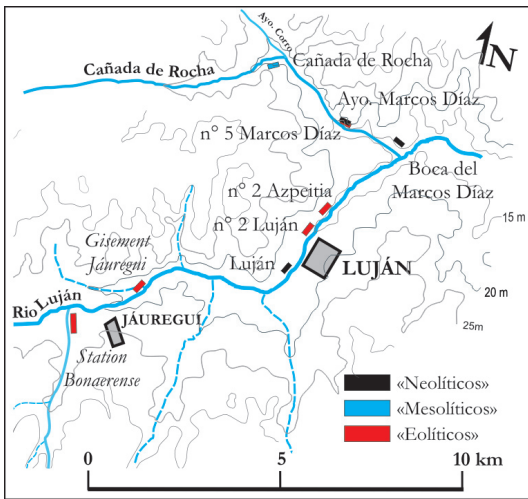 Ayo. Corro
N
Cañada de Rocha
Cañada de Rocha
Ayo. Marcos Díaz
n° 5 Marcos Díaz
Boca del
Marcos Díaz
n° 2 Azpeitia
15 m
n° 2 Luján
Gisement
Jáuregui
Luján
LUJÁN
20 m
Rio Luján
JÁUREGUI
25m
Station
Bonaerense
«Neolíticos»
«Mesolíticos»
«Eolíticos»
0
5
10 km